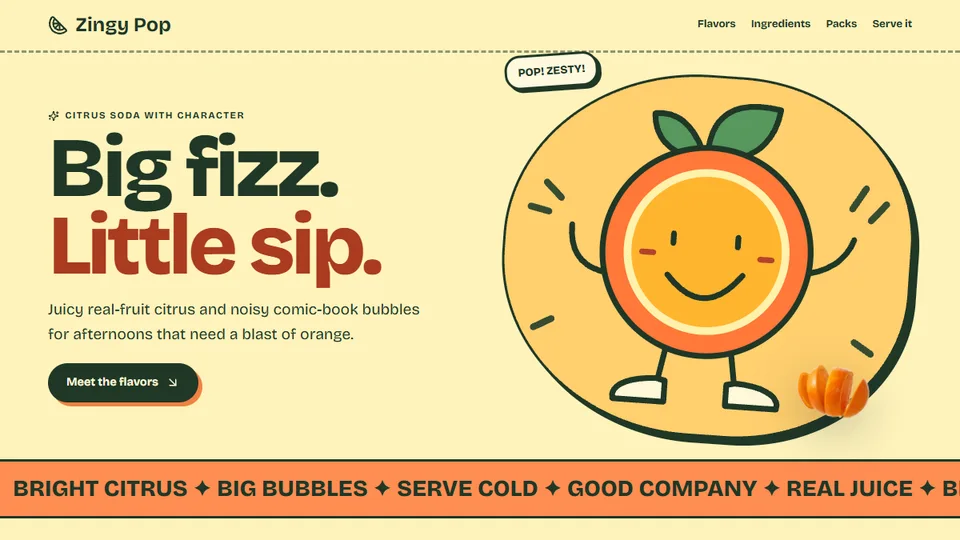 Zingy Pop
Flavors Ingredients Packs Serve it
POP! ZESTY!
CITRUS SODA WITH CHARACTER
Big fizz.
Little sip.
Juicy real-fruit citrus and noisy comic-book bubbles
for afternoons that need a blast of orange.
Meet the flavors
BRIGHT CITRUS ✦ BIG BUBBLES ✦ SERVE COLD ✦ GOOD COMPANY ✦ REAL JUICE ✦